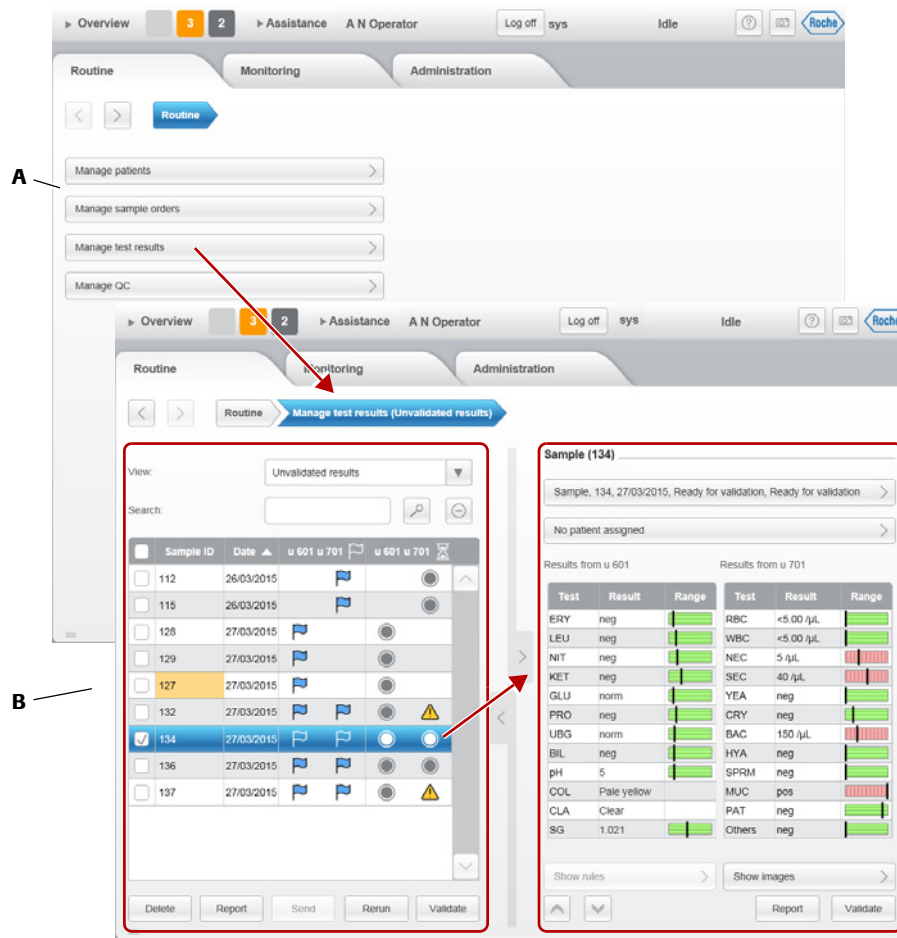 Overview 3 2 Assistance A N Operator Log off sys Idle Roche
Routine Monitoring Administration
Routine
A
Manage patients
Manage sample orders
Manage test results
Manage QC
Overview 3 2 Assistance A N Operator Log off sys Idle Roche
Routine Monitoring Administration
Routine Manage test results (Unvalidated results)
B
View: Unvalidated results
Search:
Sample ID Date u 601 u 701 u 601 u 701
112 26/03/2015
115 26/03/2015
128 27/03/2015
129 27/03/2015
127 27/03/2015
132 27/03/2015
134 27/03/2015
136 27/03/2015
137 27/03/2015
Delete Report Send Rerun Validate
Sample (134)
Sample, 134, 27/03/2015, Ready for validation, Ready for validation
No patient assigned
Results from u 601 Results from u 701
Test Result Range Test Result Range
ERY neg RBC <5.00 /µL
LEU neg WBC <5.00 /µL
NIT neg NEC 5 /µL
KET neg SEC 40 /µL
GLU norm YEA neg
PRO neg CRY neg
UBG norm BAC 150 /µL
BIL neg HYA neg
pH 5 SPRM neg
COL Pale yellow MUC pos
CLA Clear PAT neg
SG 1.021 Others neg
Show rules Show images
Report Validate